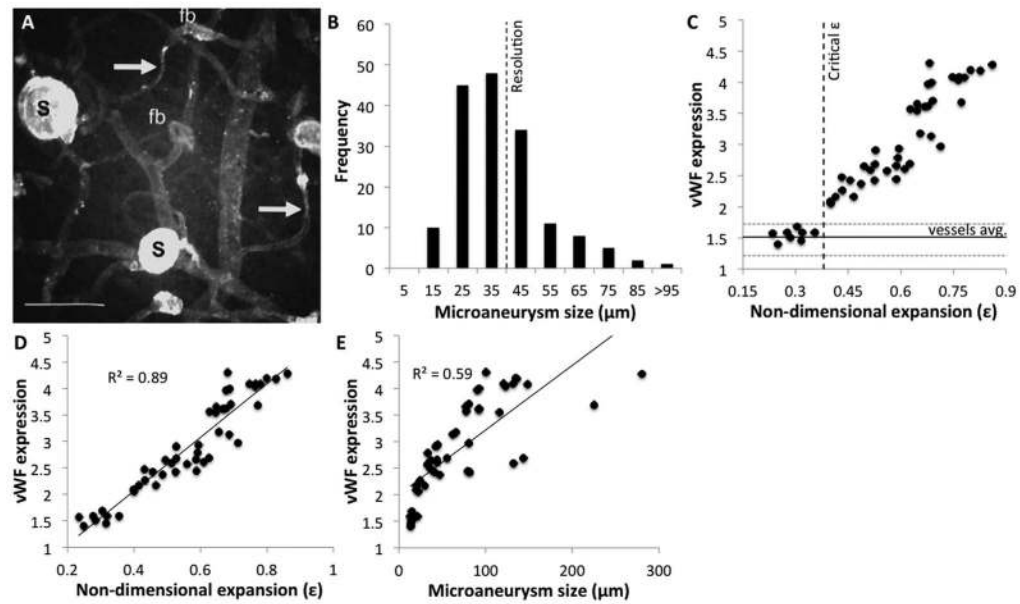 A
fb
fb
S
S
B
60
50
40
30
20
10
0
Frequency
Resolution
5 15 25 35 45 55 65 75 85 >95
Microaneurysm size (µm)
C
5
4.5
4
3.5
3
2.5
2
1.5
1
vWF expression
Critical ε
vessels avg.
0.15 0.3 0.45 0.6 0.75 0.9
Non-dimensional expansion (ε)
D
5
4.5
4
3.5
3
2.5
2
1.5
1
vWF expression
R² = 0.89
0.2 0.4 0.6 0.8 1
Non-dimensional expansion (ε)
E
5
4.5
4
3.5
3
2.5
2
1.5
1
vWF expression
R² = 0.59
0 100 200 300
Microaneurysm size (µm)